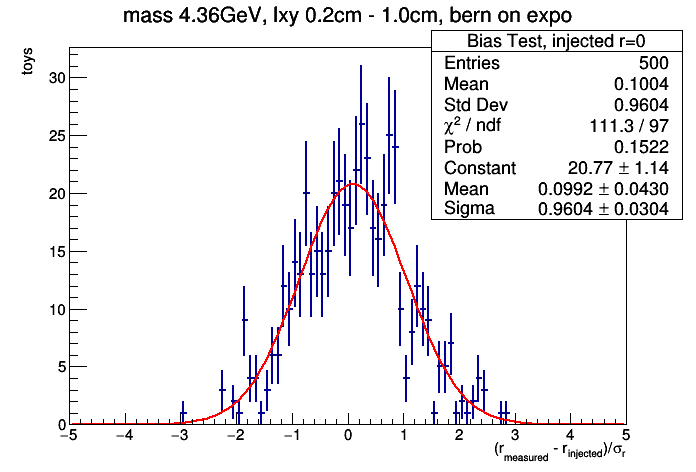 mass 4.36GeV, lxy 0.2cm - 1.0cm, bern on expo
Bias Test, injected r=0
Entries 500
Mean 0.1004
Std Dev 0.9604
χ² / ndf 111.3 / 97
Prob 0.1522
Constant 20.77 ± 1.14
Mean 0.0992 ± 0.0430
Sigma 0.9604 ± 0.0304
toys
30
25
20
15
10
5
0
−5 −4 −3 −2 −1 0 1 2 3 4 5
(r_measured - r_injected)/σ_r